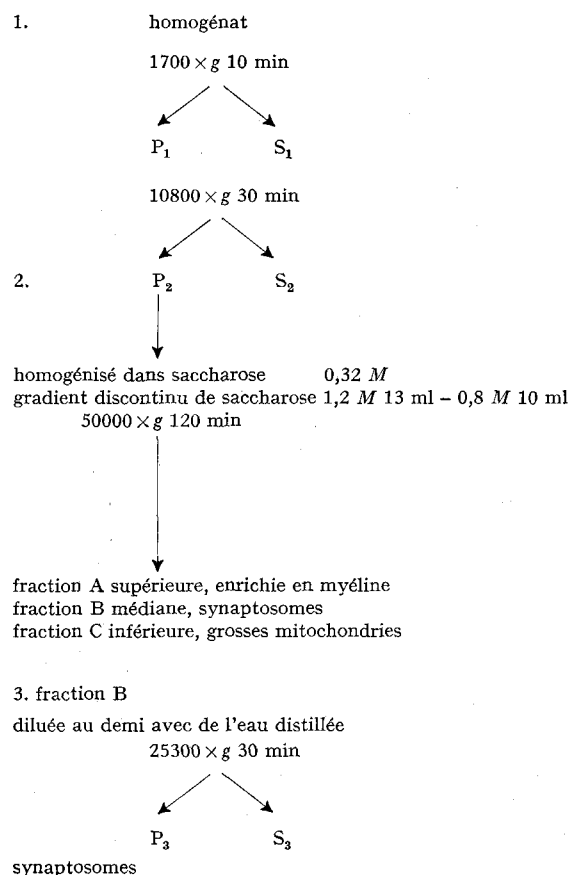 1. homogénat
1700 × g 10 min
P₁ S₁
10800 × g 30 min
2. P₂ S₂
homogénisé dans saccharose 0,32 M
gradient discontinu de saccharose 1,2 M 13 ml – 0,8 M 10 ml
50000 × g 120 min
fraction A supérieure, enrichie en myéline
fraction B médiane, synaptosomes
fraction C inférieure, grosses mitochondries
3. fraction B
diluée au demi avec de l'eau distillée
25300 × g 30 min
P₃ S₃
synaptosomes